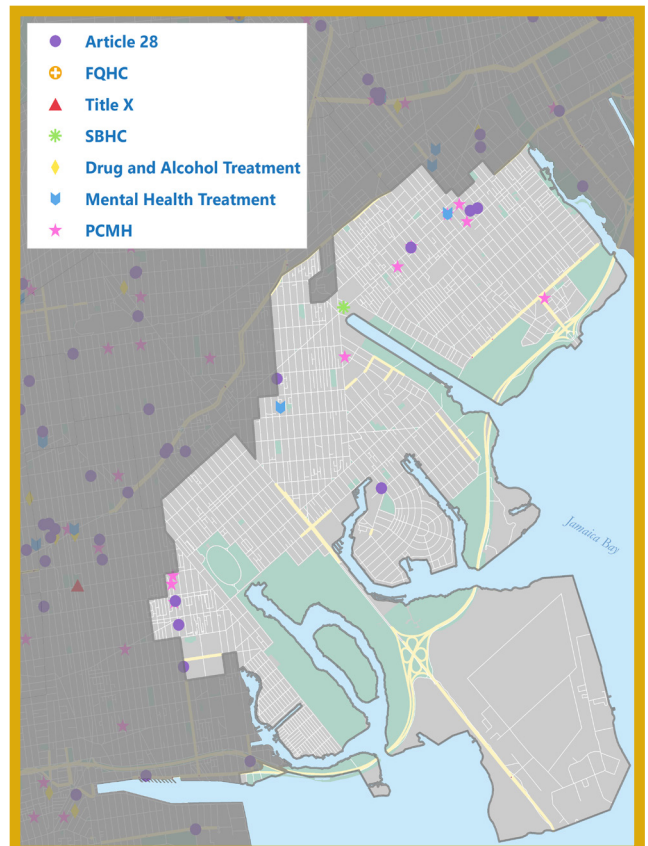 Article 28
FQHC
Title X
SBHC
Drug and Alcohol Treatment
Mental Health Treatment
PCMH
Jamaica Bay